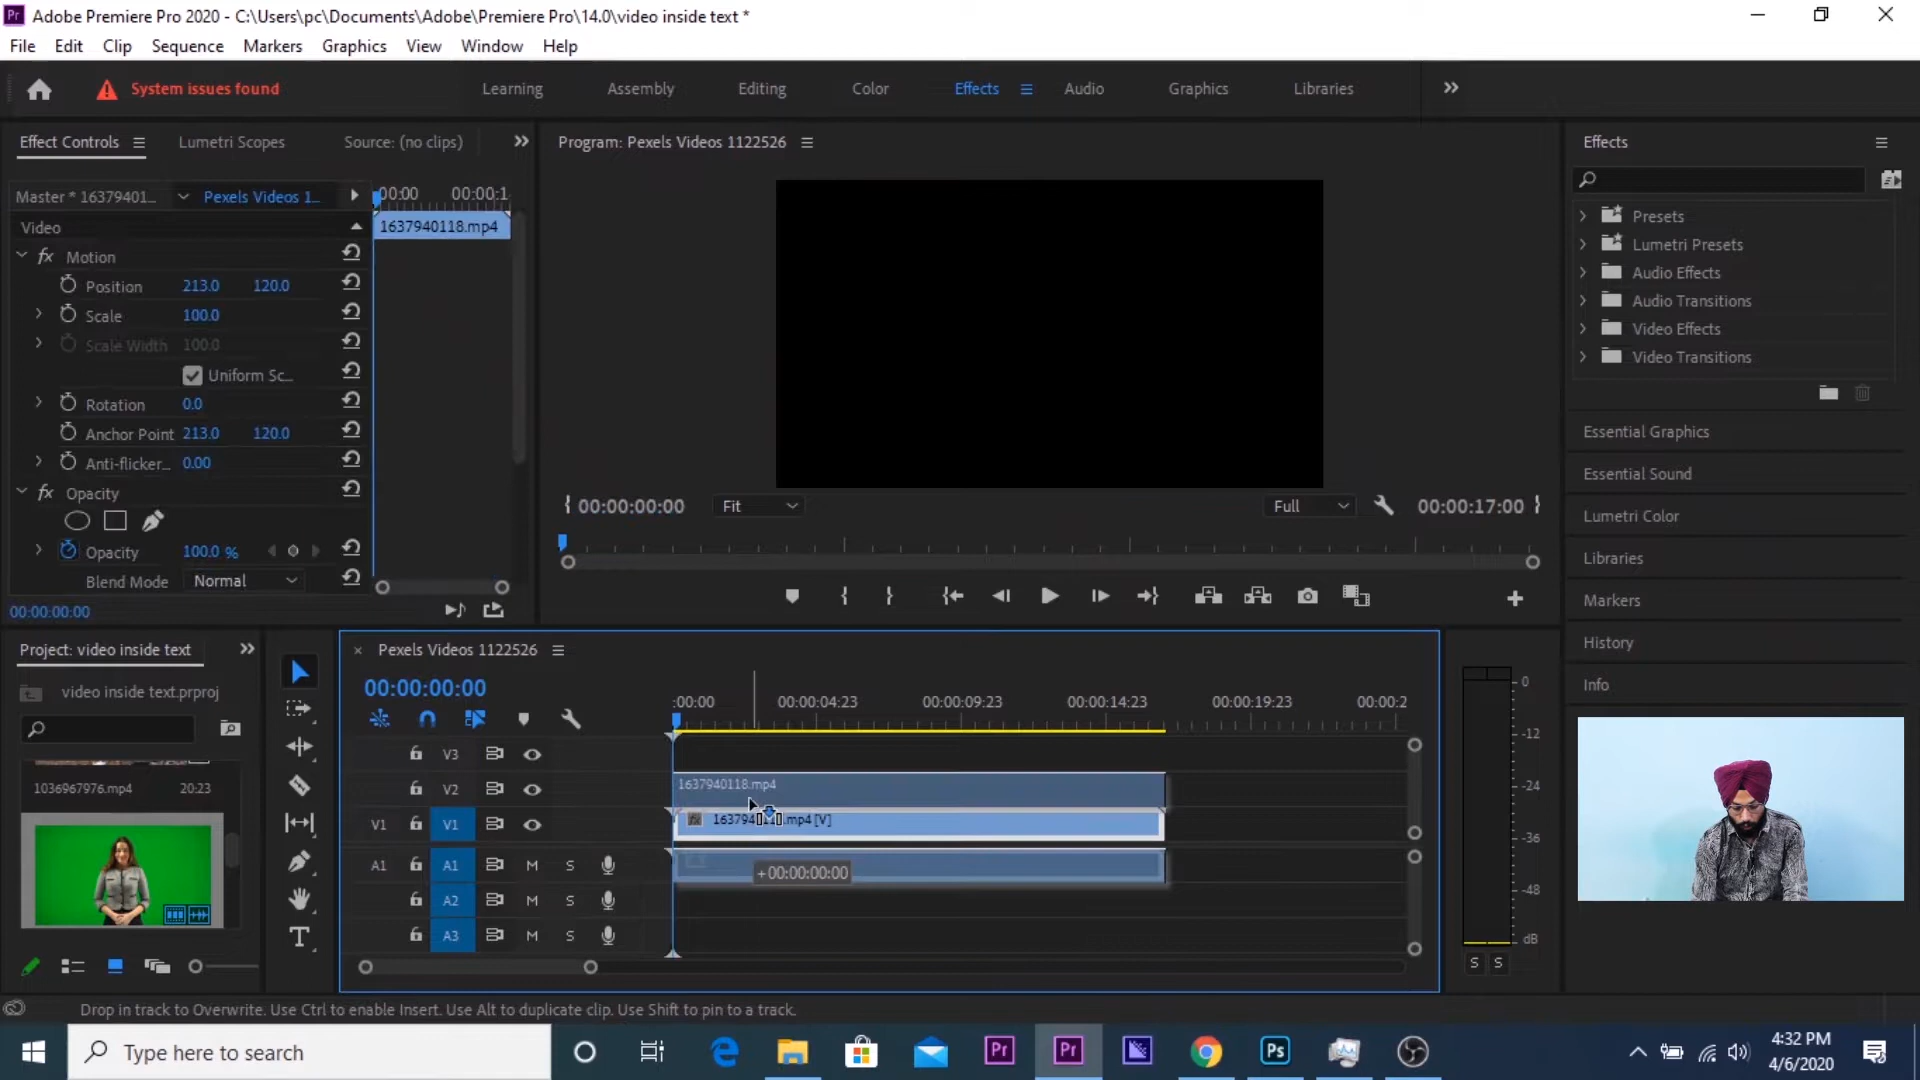 Adobe Premiere Pro 2020 - C:\Users\pc\Documents\Adobe\Premiere Pro\14.0\video inside text *
File Edit Clip Sequence Markers Graphics View Window Help
System issues found
Learning Assembly Editing Color Effects Audio Graphics Libraries
Effect Controls Lumetri Scopes Source: (no clips)
Program: Pexels Videos 1122526
Effects
Master * 16379401... Pexels Videos 1...
00:00 00:00:1
Video
1637940118.mp4
Motion
Position 213.0 120.0
Scale 100.0
Scale Width 100.0
Uniform Sc...
Rotation 0.0
Anchor Point 213.0 120.0
Anti-flicker... 0.00
Opacity
Opacity 100.0 %
Blend Mode Normal
00:00:00:00
00:00:00:00 Fit Full 00:00:17:00
Presets
Lumetri Presets
Audio Effects
Audio Transitions
Video Effects
Video Transitions
Essential Graphics
Essential Sound
Lumetri Color
Libraries
Markers
History
Info
Project: video inside text
video inside text.prproj
1036967976.mp4 20:23
Pexels Videos 1122526
00:00:00:00
:00:00 00:00:04:23 00:00:09:23 00:00:14:23 00:00:19:23 00:00:2
V3
V2 1637940118.mp4
V1 V1
.mp4 [V]
A1 A1 M S
+00:00:00:00
A2 M S
A3 M S
0
-12
-24
-36
-48
dB
S S
Drop in track to Overwrite. Use Ctrl to enable Insert. Use Alt to duplicate clip. Use Shift to pin to a track.
Type here to search
4:32 PM
4/6/2020